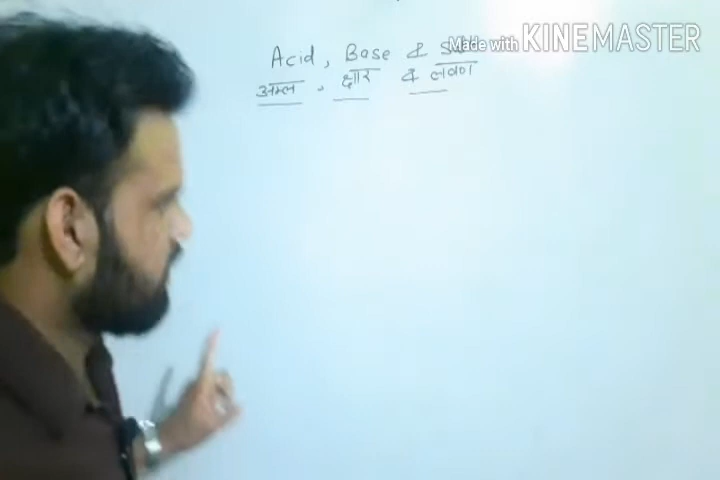 Acid, Base &
Made with KINEMASTER
अम्ल, क्षार व लवण